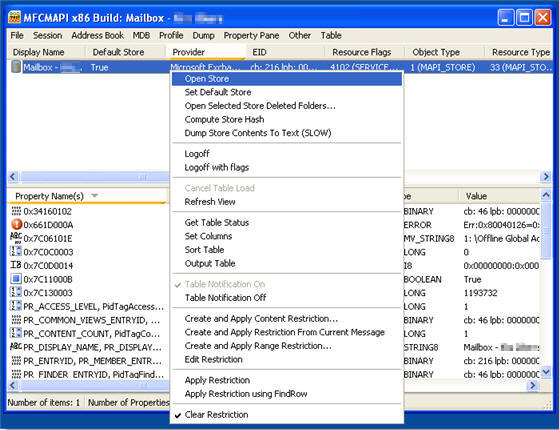 MFCMAPI x86 Build: Mailbox -
File Session Address Book MDB Profile Dump Property Pane Other Table
Display Name Default Store Provider EID Resource Flags Object Type Resource Type
Mailbox - True Microsoft Excha... cb: 216 lpb: 00... 4102 (SERVICE... 1 (MAPI_STORE) 33 (MAPI_STO...
Open Store
Set Default Store
Open Selected Store Deleted Folders...
Compute Store Hash
Dump Store Contents To Text (SLOW)
Logoff
Logoff with flags
Cancel Table Load
Refresh View
Get Table Status
Set Columns
Sort Table
Output Table
Table Notification On
Table Notification Off
Create and Apply Content Restriction...
Create and Apply Restriction From Current Message
Create and Apply Range Restriction...
Edit Restriction
Apply Restriction
Apply Restriction using FindRow
Clear Restriction
Property Name(s) Value
0x34160102 BINARY cb: 46 lpb: 000000
0x661D000A ERROR Err:0x80040126=0
0x7C06101E MV_STRING8 1: \Offline Global A
0x7C0C0003 LONG 0
0x7C0D0014 I8 0x00000000:0x000
0x7C11000B BOOLEAN True
0x7C130003 LONG 1193732
PR_ACCESS_LEVEL, PidTagAccess... LONG 1
PR_COMMON_VIEWS_ENTRYID, ... BINARY cb: 46 lpb: 000000
PR_CONTENT_COUNT, PidTagCo... LONG 1
PR_DISPLAY_NAME, PR_DISPLAY_... STRING8 Mailbox -
PR_ENTRYID, PR_MEMBER_ENT... BINARY cb: 216 lpb: 00000
PR_FINDER_ENTRYID, PidTagFind... BINARY cb: 46 lpb: 000000
Number of items: 1 Number of Properties